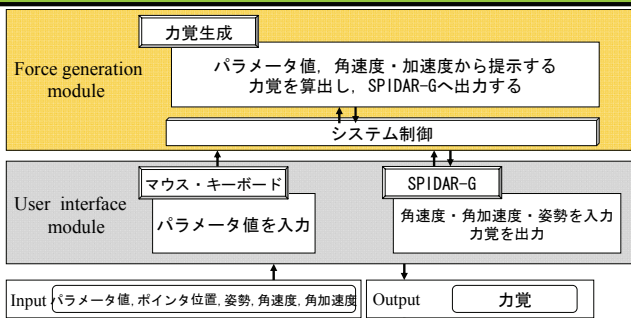 力覚生成
Force generation
module
パラメータ値，角速度・加速度から提示する
力覚を算出し，SPIDAR-Gへ出力する
システム制御
マウス・キーボード
SPIDAR-G
User interface
module
パラメータ値を入力
角速度・角加速度・姿勢を入力
力覚を出力
Input
パラメータ値, ポインタ位置, 姿勢, 角速度, 角加速度
Output
力覚